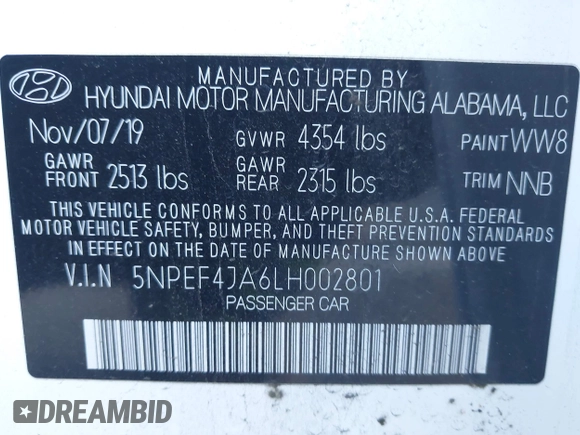 MANUFACTURED BY
HYUNDAI MOTOR MANUFACTURING ALABAMA, LLC
Nov/07/19 GVWR 4354 lbs PAINT WW8
GAWR FRONT 2513 lbs GAWR REAR 2315 lbs TRIM NNB
THIS VEHICLE CONFORMS TO ALL APPLICABLE U.S.A. FEDERAL
MOTOR VEHICLE SAFETY, BUMPER, AND THEFT PREVENTION STANDARDS
IN EFFECT ON THE DATE OF MANUFACTURE SHOWN ABOVE.
V.I.N 5NPEF4JA6LH002801
PASSENGER CAR
DREAMBID